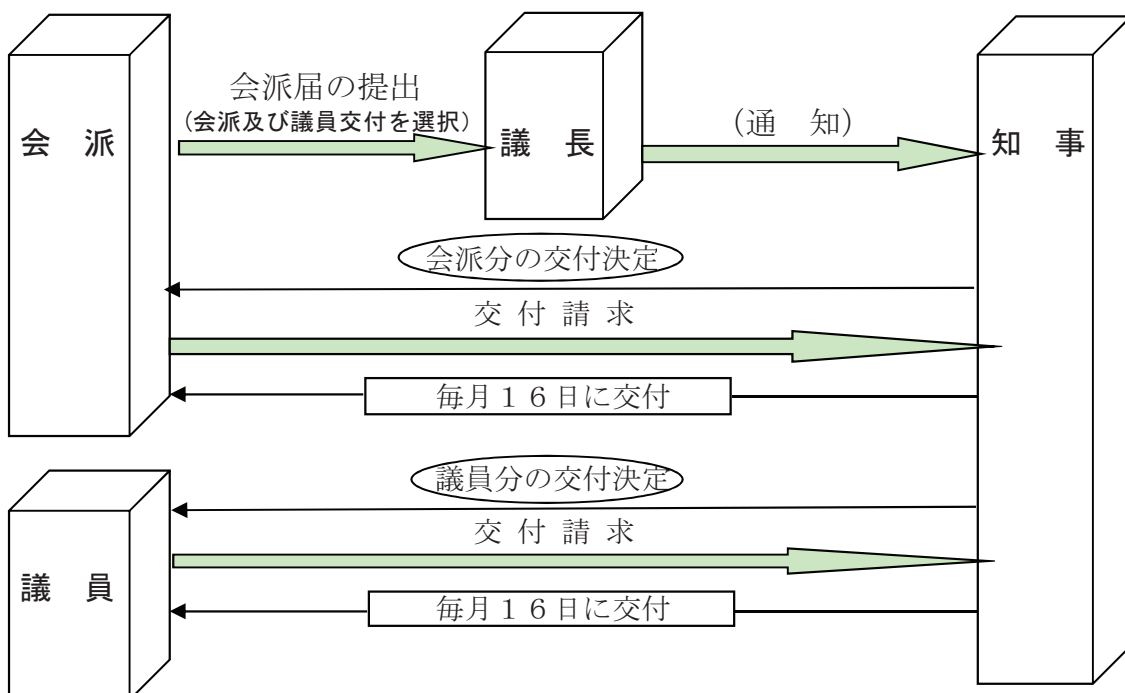 会派届の提出
(会派及び議員交付を選択)
会　派
議　長
(通　知)
知　事
会派分の交付決定
交 付 請 求
毎月１６日に交付
議員分の交付決定
交 付 請 求
議　員
毎月１６日に交付